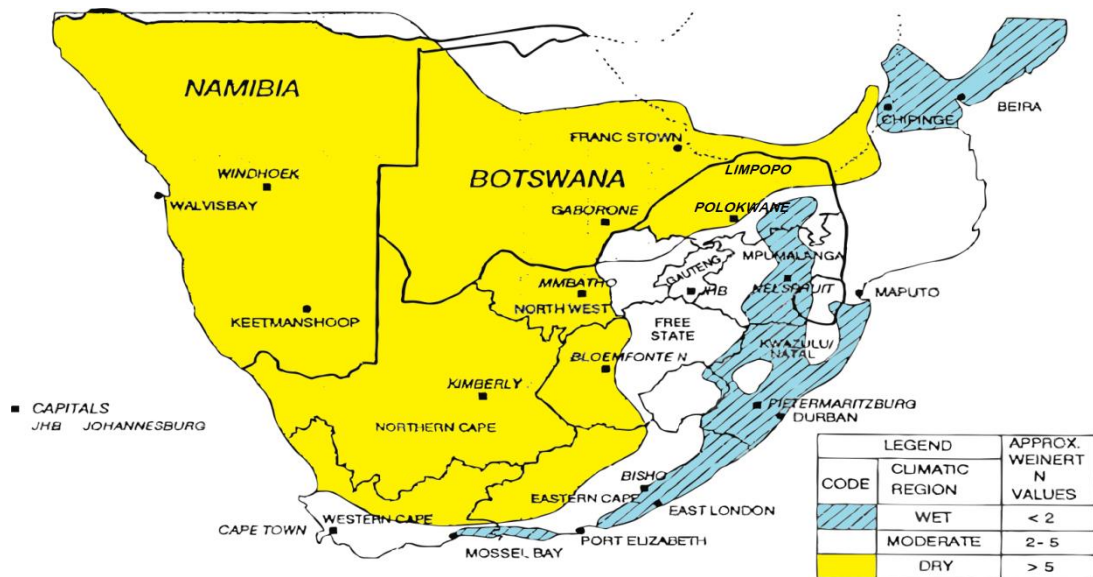 NAMIBIA
BEIRA
CHIPINGE
FRANC STOWN
LIMPOPO
WINDHOEK
BOTSWANA
WALVISBAY
GABORONE
POLOKWANE
MPUMALANGA
GAUTENG
MMBATHO
JHB
NELSPRUIT
MAPUTO
KEETMANSHOOP
NORTH WEST
FREE
STATE
KWAZULU/
NATAL
BLOEMFONTE N
KIMBERLY
■ CAPITALS
JHB JOHANNESBURG
PIETERMARITZBURG
DURBAN
NORTHERN CAPE
BISHO
EASTERN CAPE
EAST LONDON
WESTERN CAPE
CAPE TOWN
MOSSEL BAY
PORT ELIZABETH
LEGEND
APPROX.
WEINERT
N
VALUES
CODE
CLIMATIC
REGION
WET
< 2
MODERATE
2-5
DRY
> 5